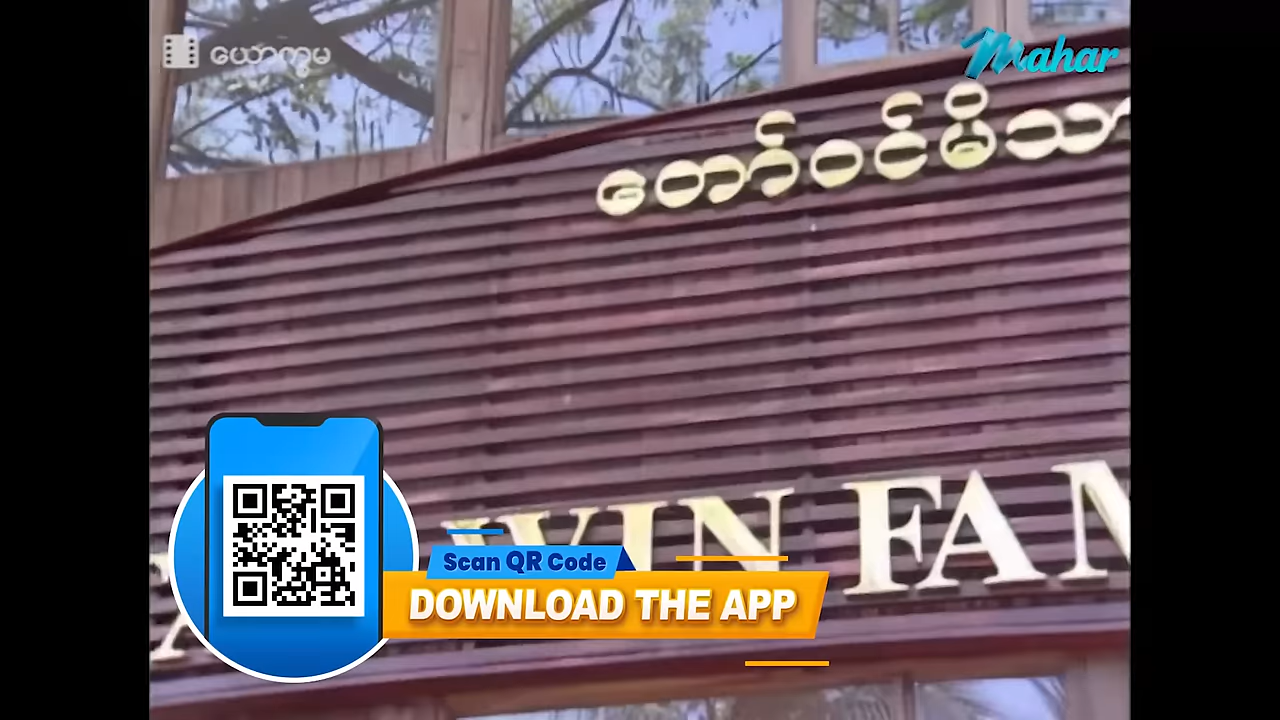 ယောက္ခမ
Mahar
တော်ဝင်မိသာ
WIN FAM
Scan QR Code
DOWNLOAD THE APP